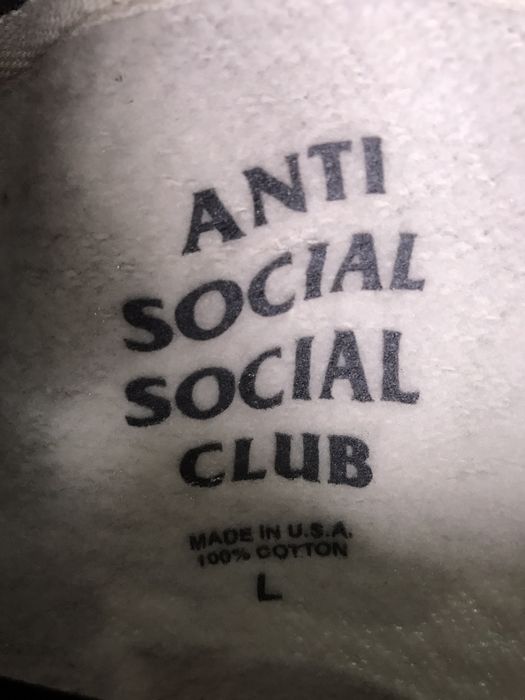 ANTI
SOCIAL
SOCIAL
CLUB
MADE IN U.S.A.
100% COTTON
L